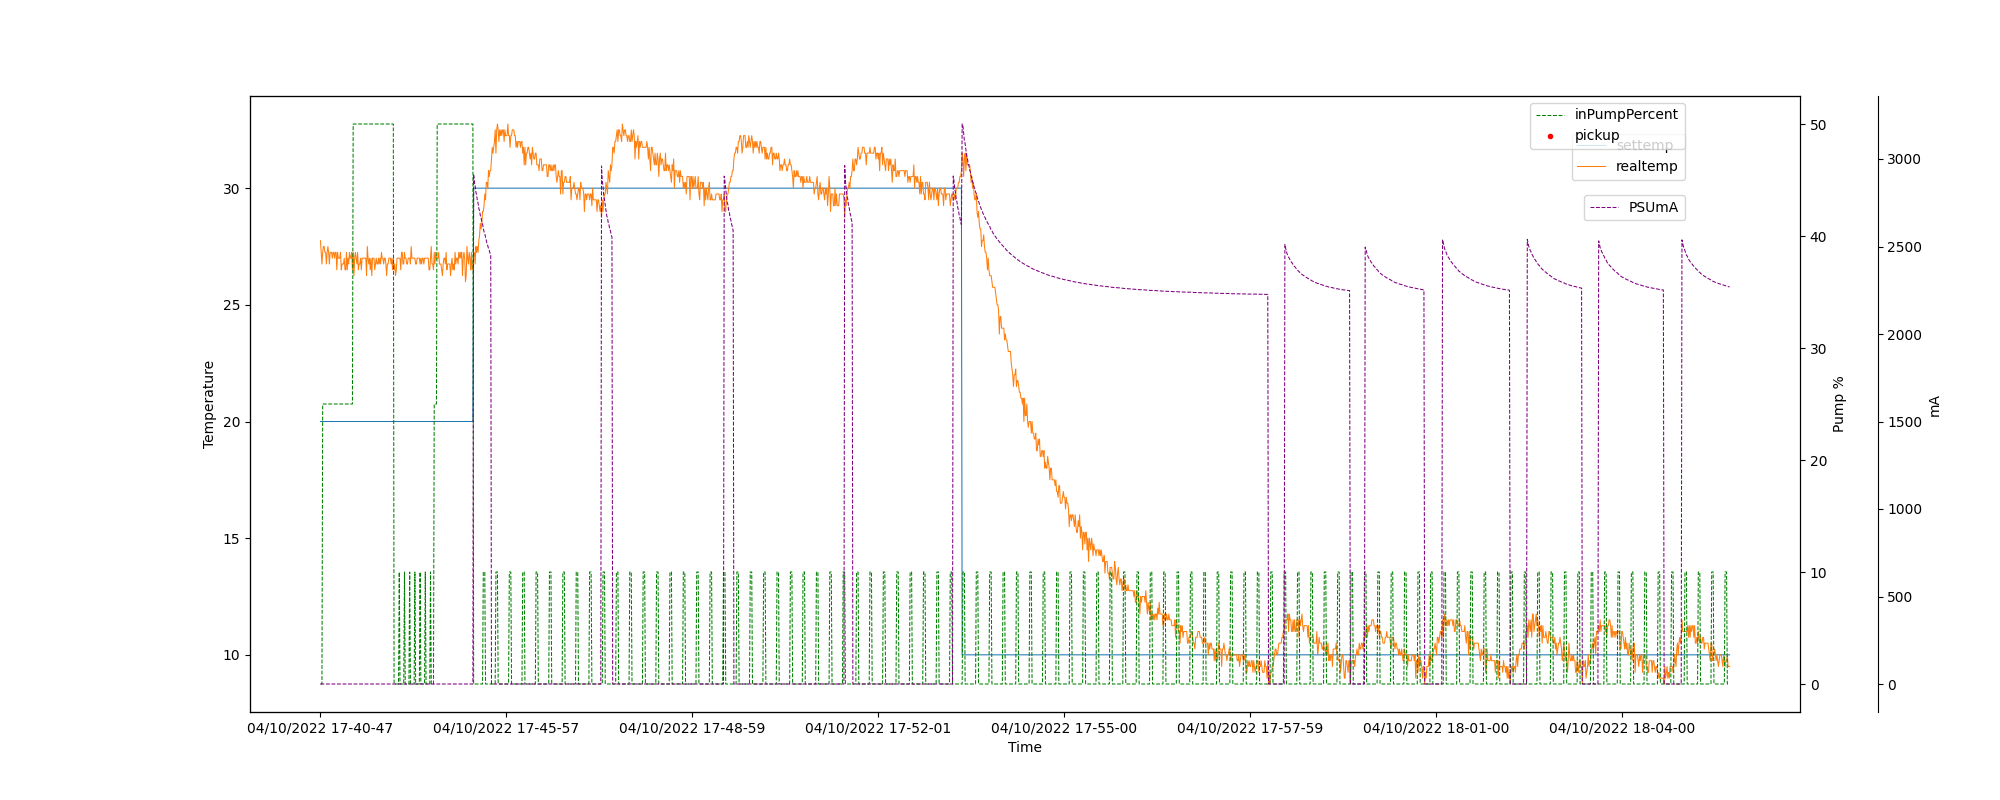 inPumpPercent
pickup
settemp
realtemp
PSUmA
Temperature
30
25
20
15
10
50
40
30
20
10
0
Pump %
3000
2500
2000
1500
1000
500
0
mA
04/10/2022 17-40-47
04/10/2022 17-45-57
04/10/2022 17-48-59
04/10/2022 17-52-01
04/10/2022 17-55-00
04/10/2022 17-57-59
04/10/2022 18-01-00
04/10/2022 18-04-00
Time